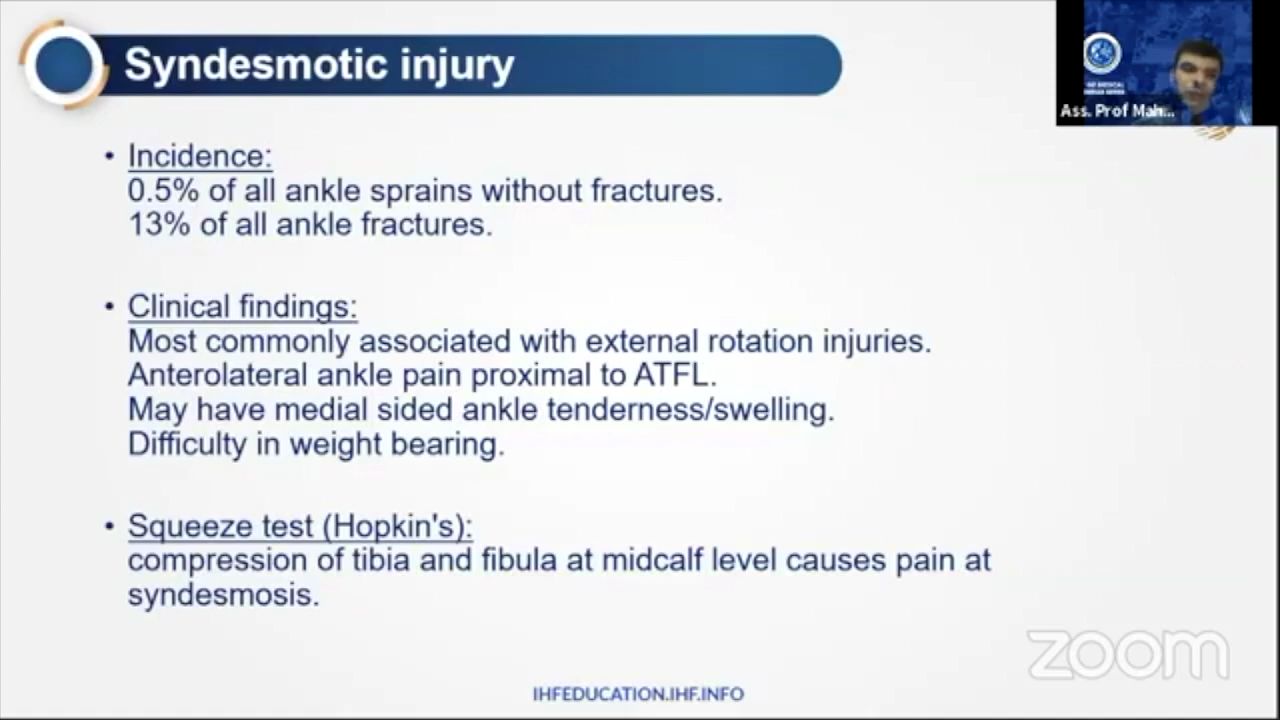 Syndesmotic injury
Ass. Prof Mah...
• Incidence:
0.5% of all ankle sprains without fractures.
13% of all ankle fractures.
• Clinical findings:
Most commonly associated with external rotation injuries.
Anterolateral ankle pain proximal to ATFL.
May have medial sided ankle tenderness/swelling.
Difficulty in weight bearing.
• Squeeze test (Hopkin's):
compression of tibia and fibula at midcalf level causes pain at
syndesmosis.
zoom
IHFEDUCATION.IHF.INFO